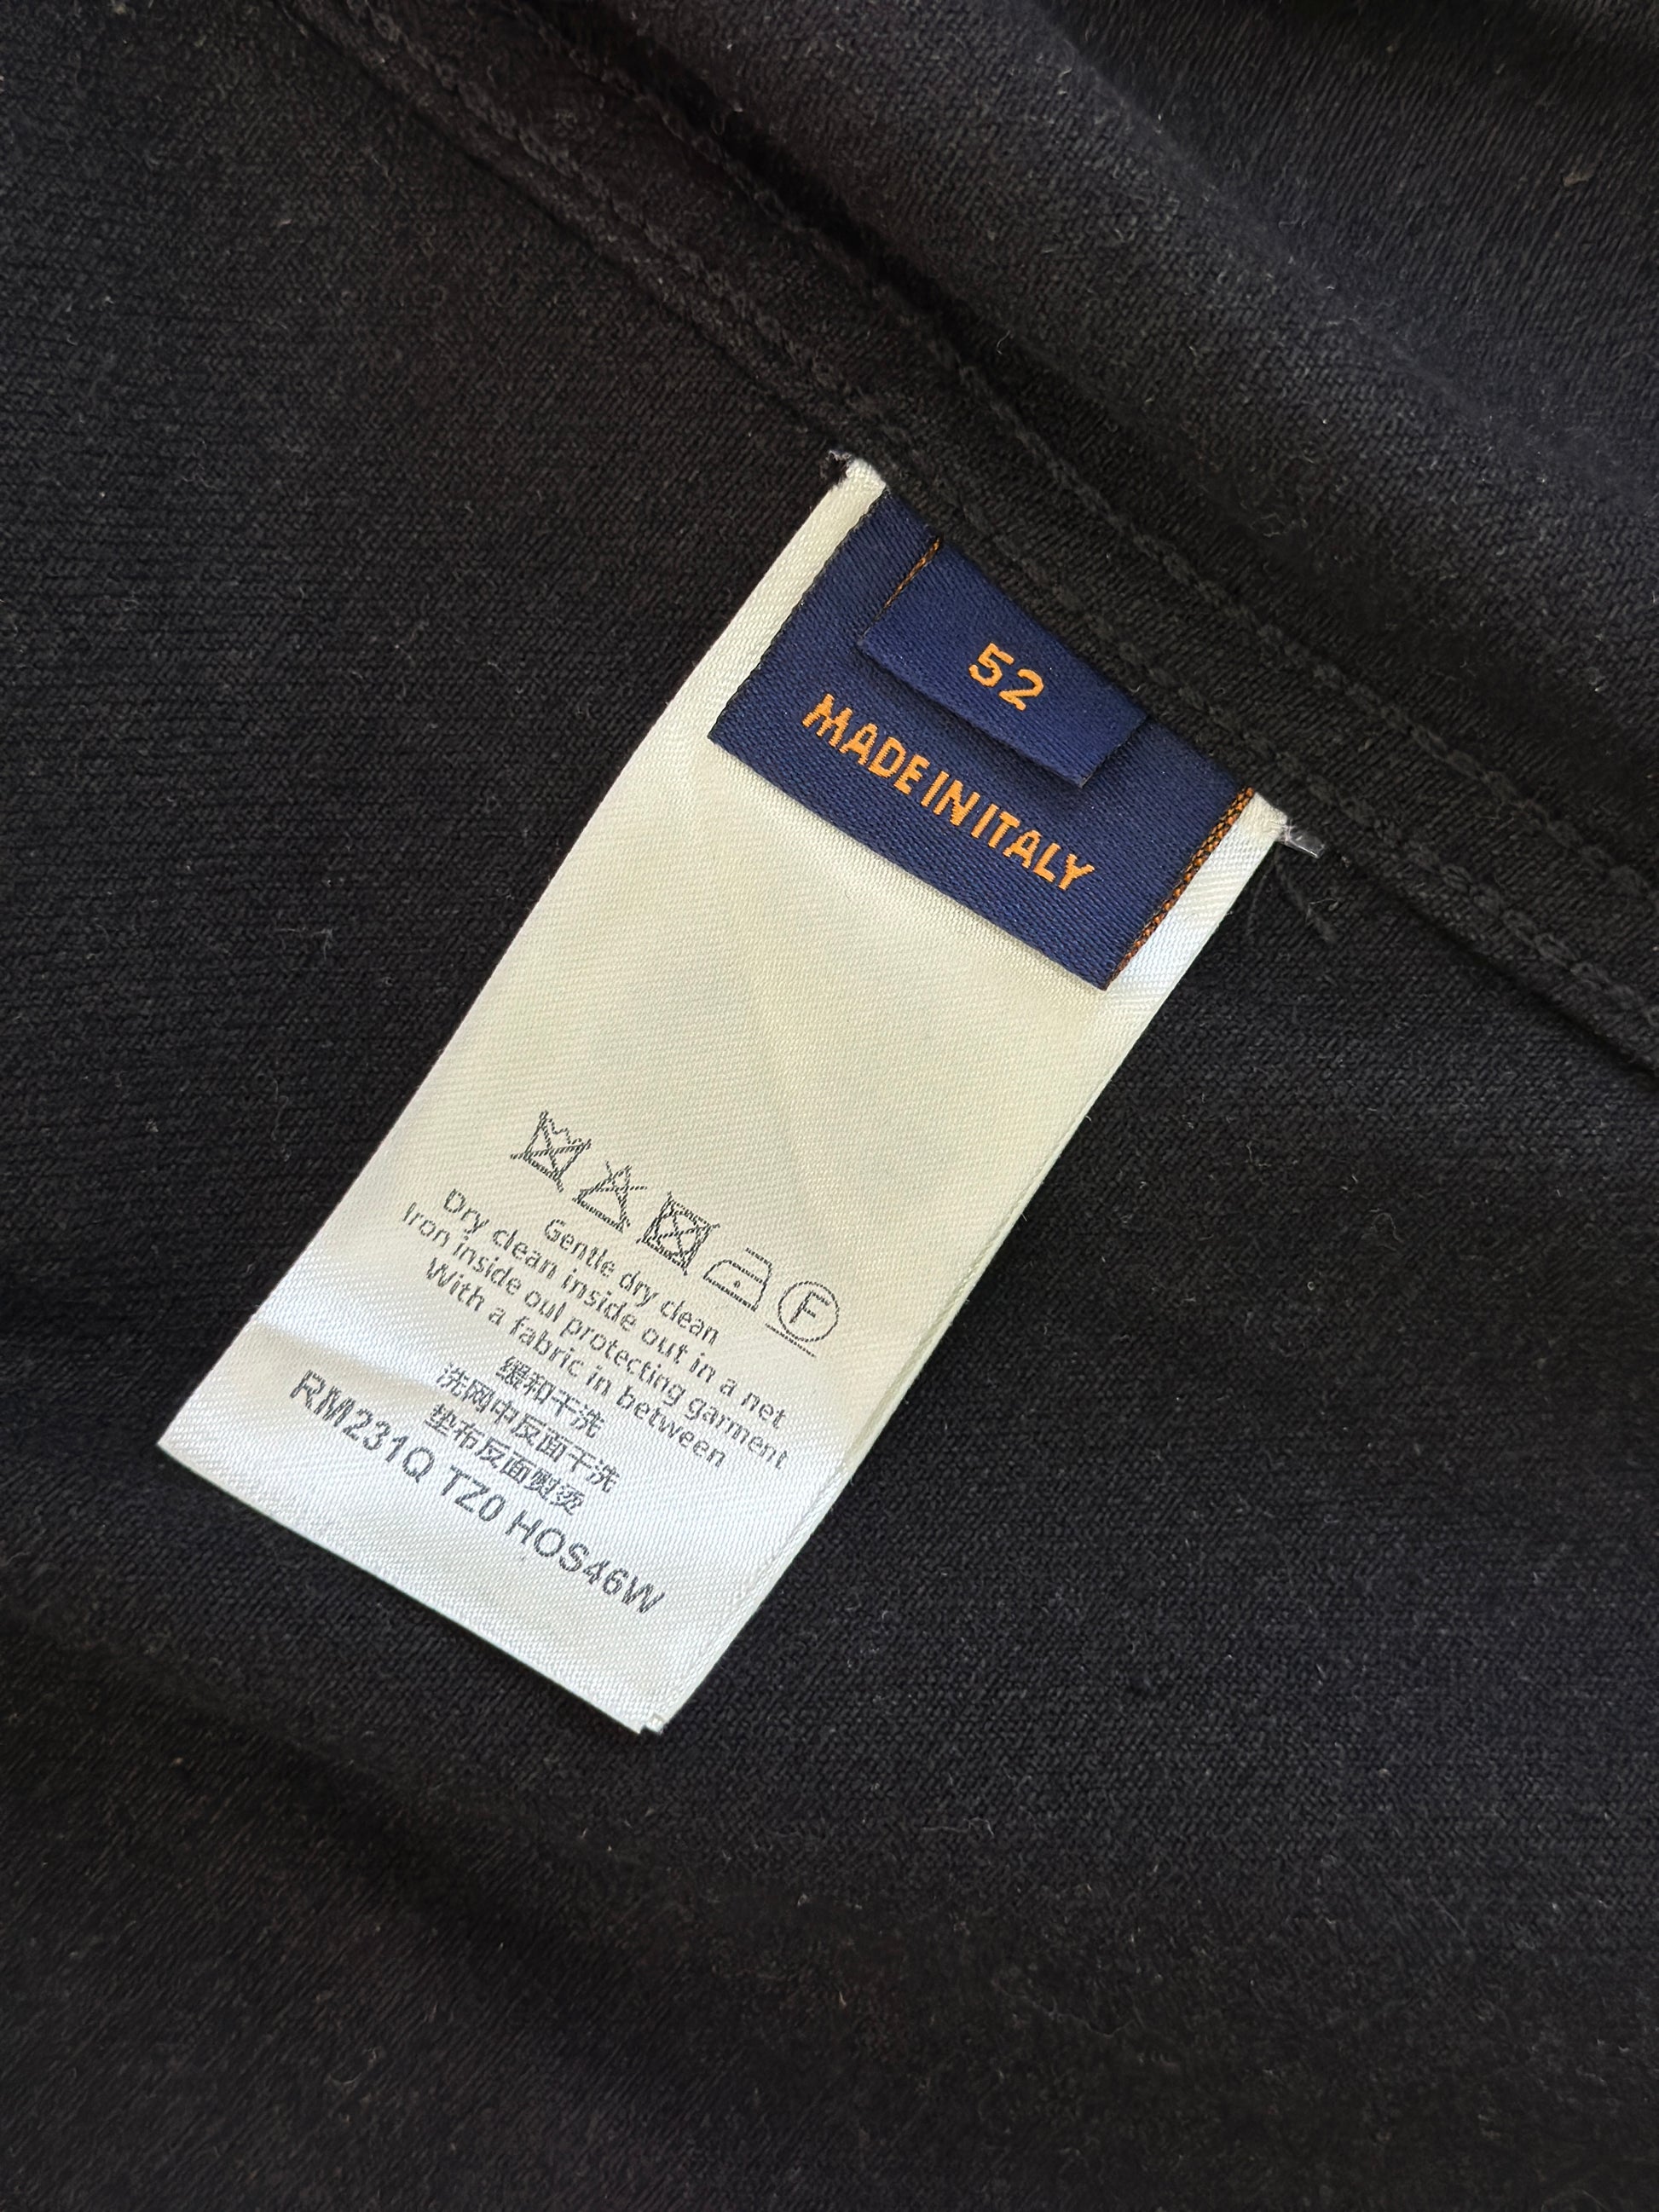 52
MADE IN ITALY
F
Gentle dry clean
Dry clean inside out in a net
Iron inside oul protecting garment
With a fabric in between
缓和干洗
洗网中反面干洗
垫布反面熨烫
RM231Q TZ0 HOS46W